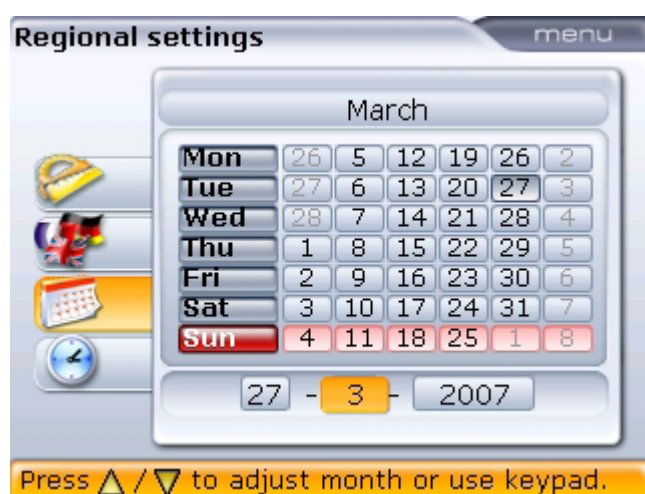 Regional settings menu
March
Mon 26 5 12 19 26 2
Tue 27 6 13 20 27 3
Wed 28 7 14 21 28 4
Thu 1 8 15 22 29 5
Fri 2 9 16 23 30 6
Sat 3 10 17 24 31 7
Sun 4 11 18 25 1 8
27 - 3 - 2007
Press △ / ▽ to adjust month or use keypad.